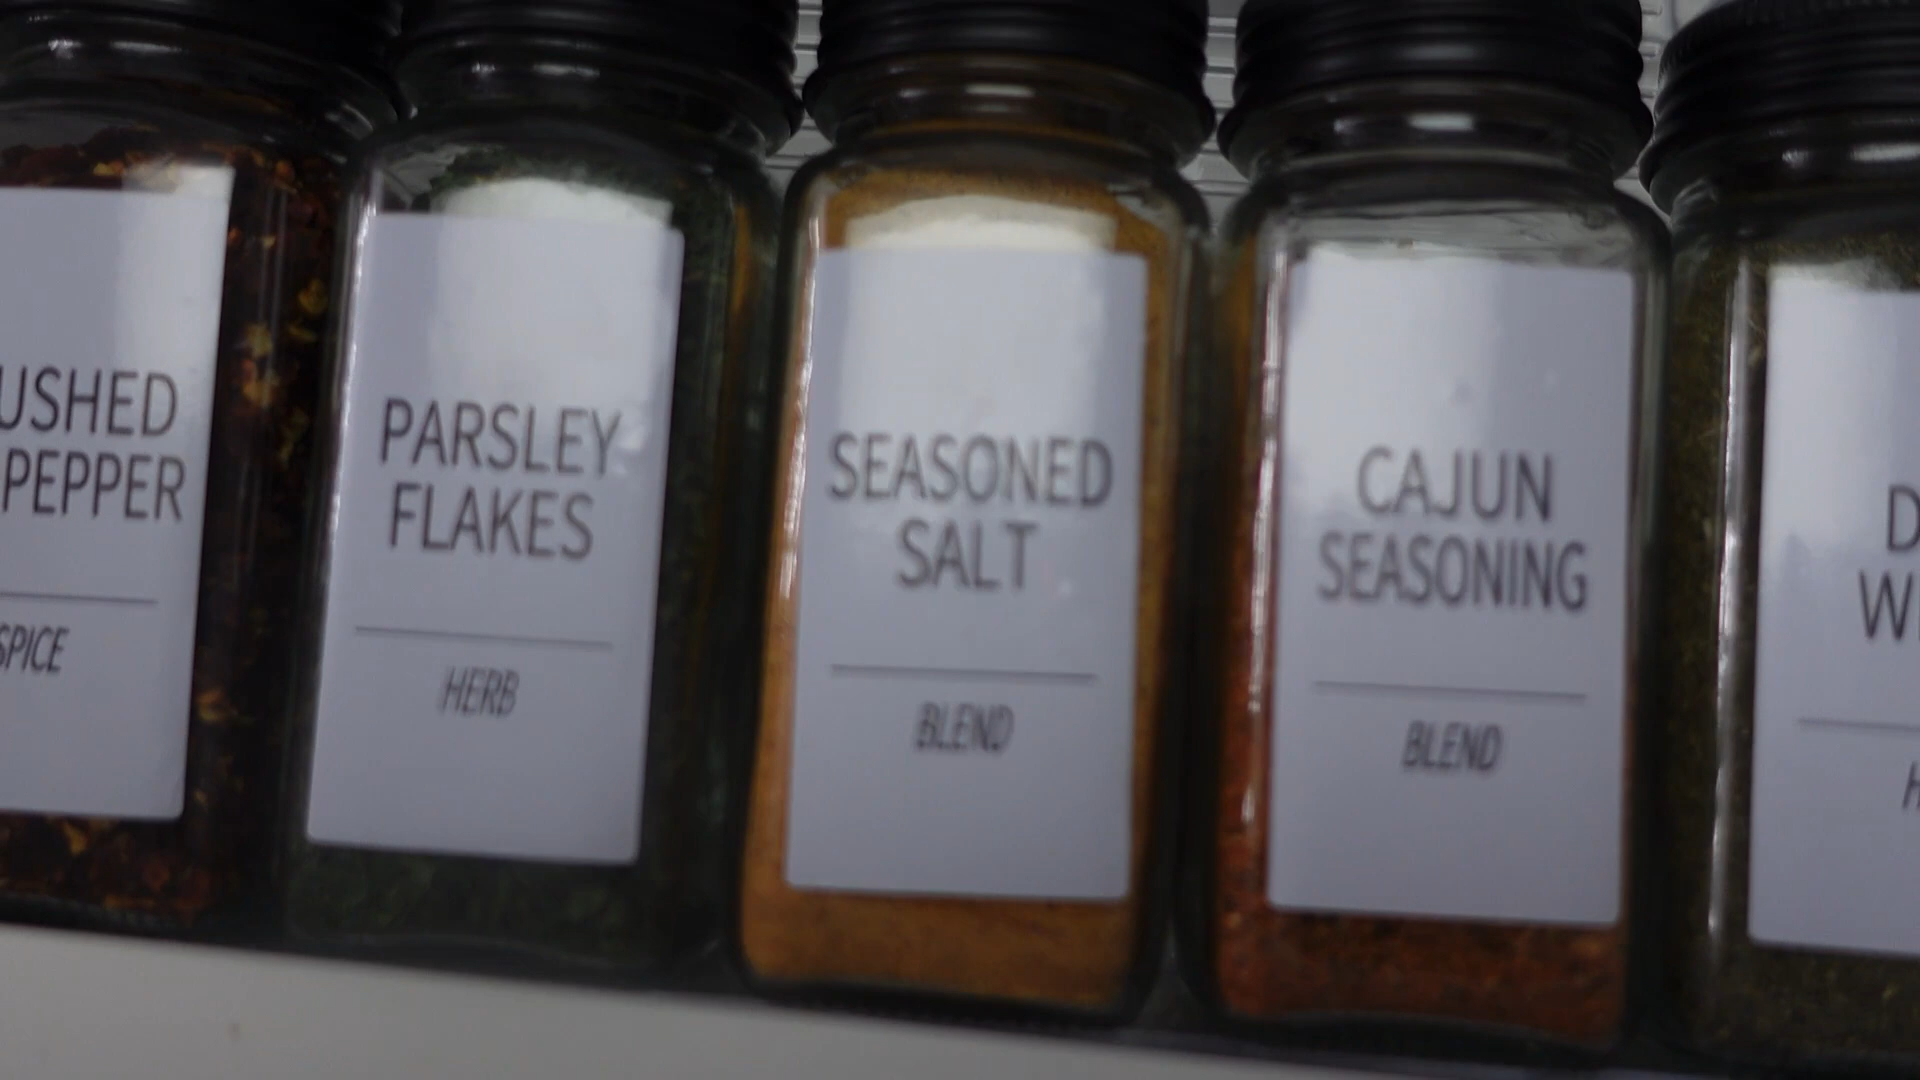 USHED
PEPPER
SPICE
PARSLEY
FLAKES
HERB
SEASONED
SALT
BLEND
CAJUN
SEASONING
BLEND
D
W
H